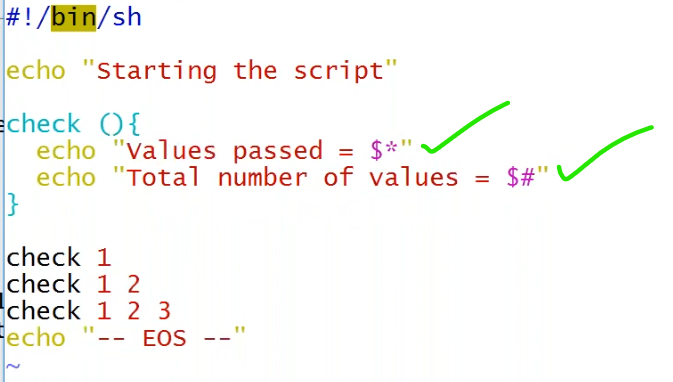 #!/bin/sh
echo "Starting the script"
check (){
echo "Values passed = $*"
echo "Total number of values = $#"
}
check 1
check 1 2
check 1 2 3
echo "-- EOS --"
~